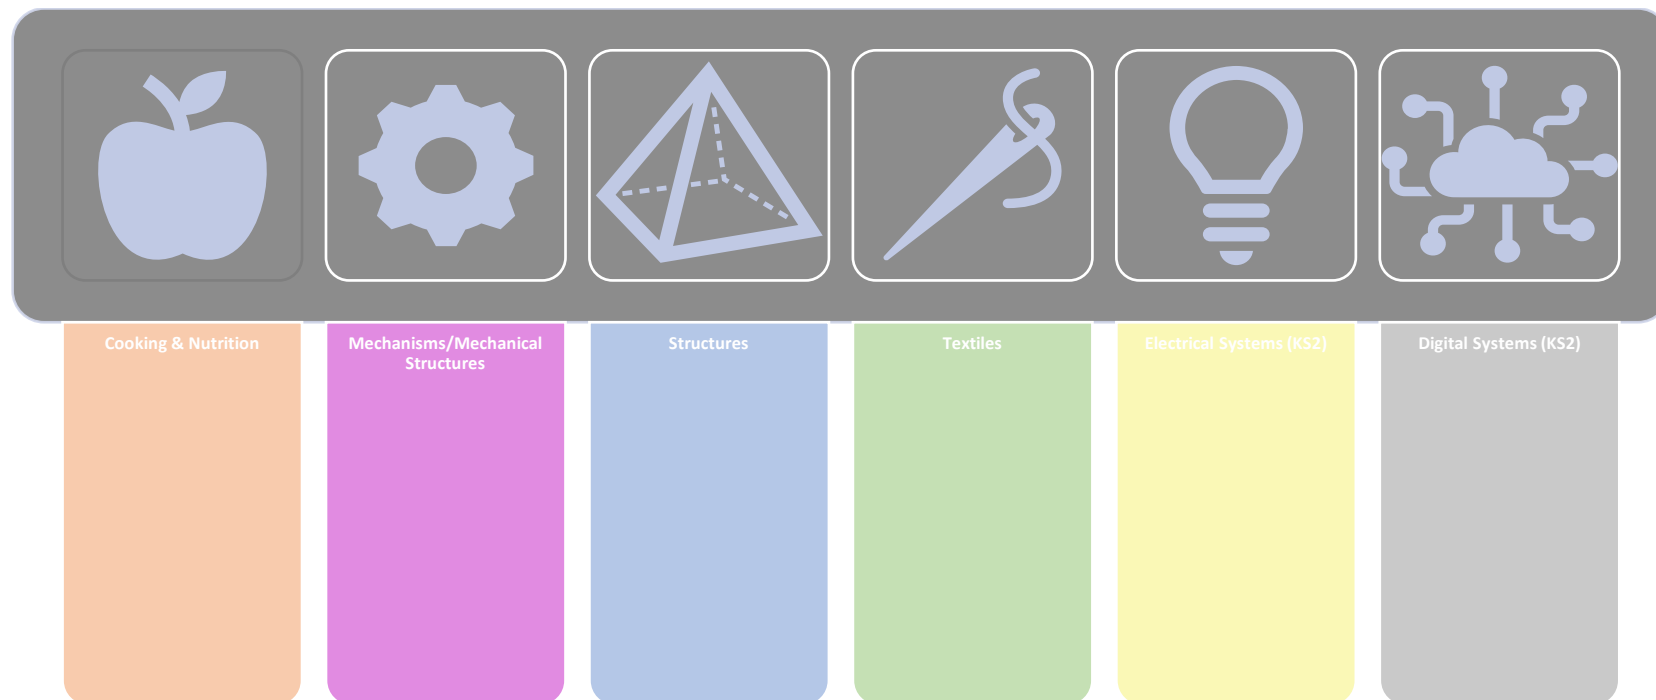 Cooking & Nutrition
Mechanisms/Mechanical
Structures
Structures
Textiles
Electrical Systems (KS2)
Digital Systems (KS2)